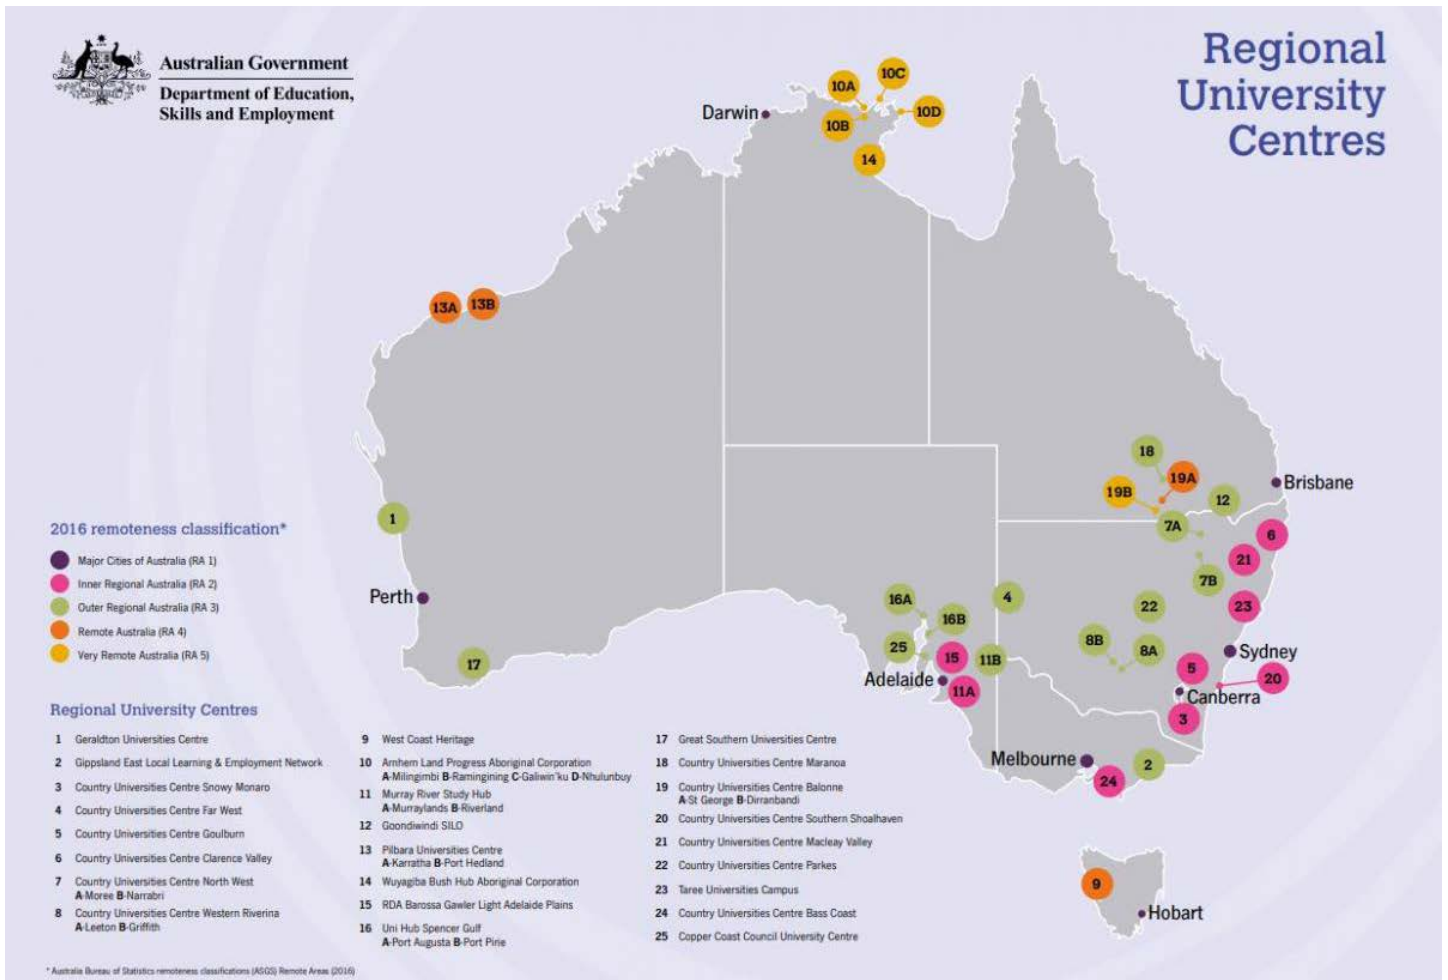 Australian Government
Department of Education,
Skills and Employment
Regional
University
Centres
Darwin
10A
10C
10B
10D
14
13A
13B
18
19A
19B
12
Brisbane
7A
6
21
7B
1
Perth
17
16A
16B
4
25
15
11B
Adelaide
11A
22
23
8B
8A
Sydney
5
20
Canberra
3
Melbourne
2
24
9
Hobart
2016 remoteness classification*
Major Cities of Australia (RA 1)
Inner Regional Australia (RA 2)
Outer Regional Australia (RA 3)
Remote Australia (RA 4)
Very Remote Australia (RA 5)
Regional University Centres
1 Geraldton Universities Centre
2 Gippsland East Local Learning & Employment Network
3 Country Universities Centre Snowy Monaro
4 Country Universities Centre Far West
5 Country Universities Centre Goulburn
6 Country Universities Centre Clarence Valley
7 Country Universities Centre North West
A-Moree B-Narrabri
8 Country Universities Centre Western Riverina
A-Leeton B-Griffith
9 West Coast Heritage
10 Arnhem Land Progress Aboriginal Corporation
A-Milingimbi B-Ramingining C-Galiwin'ku D-Nhulunbuy
11 Murray River Study Hub
A-Murraylands B-Riverland
12 Goondiwindi SILO
13 Pilbara Universities Centre
A-Karratha B-Port Hedland
14 Wuyagiba Bush Hub Aboriginal Corporation
15 RDA Barossa Gawler Light Adelaide Plains
16 Uni Hub Spencer Gulf
A-Port Augusta B-Port Pirie
17 Great Southern Universities Centre
18 Country Universities Centre Maranoa
19 Country Universities Centre Balonne
A-St George B-Dirranbandi
20 Country Universities Centre Southern Shoalhaven
21 Country Universities Centre Macleay Valley
22 Country Universities Centre Parkes
23 Taree Universities Campus
24 Country Universities Centre Bass Coast
25 Copper Coast Council University Centre
* Australia Bureau of Statistics remoteness classifications (ASGS) Remote Areas (2016)